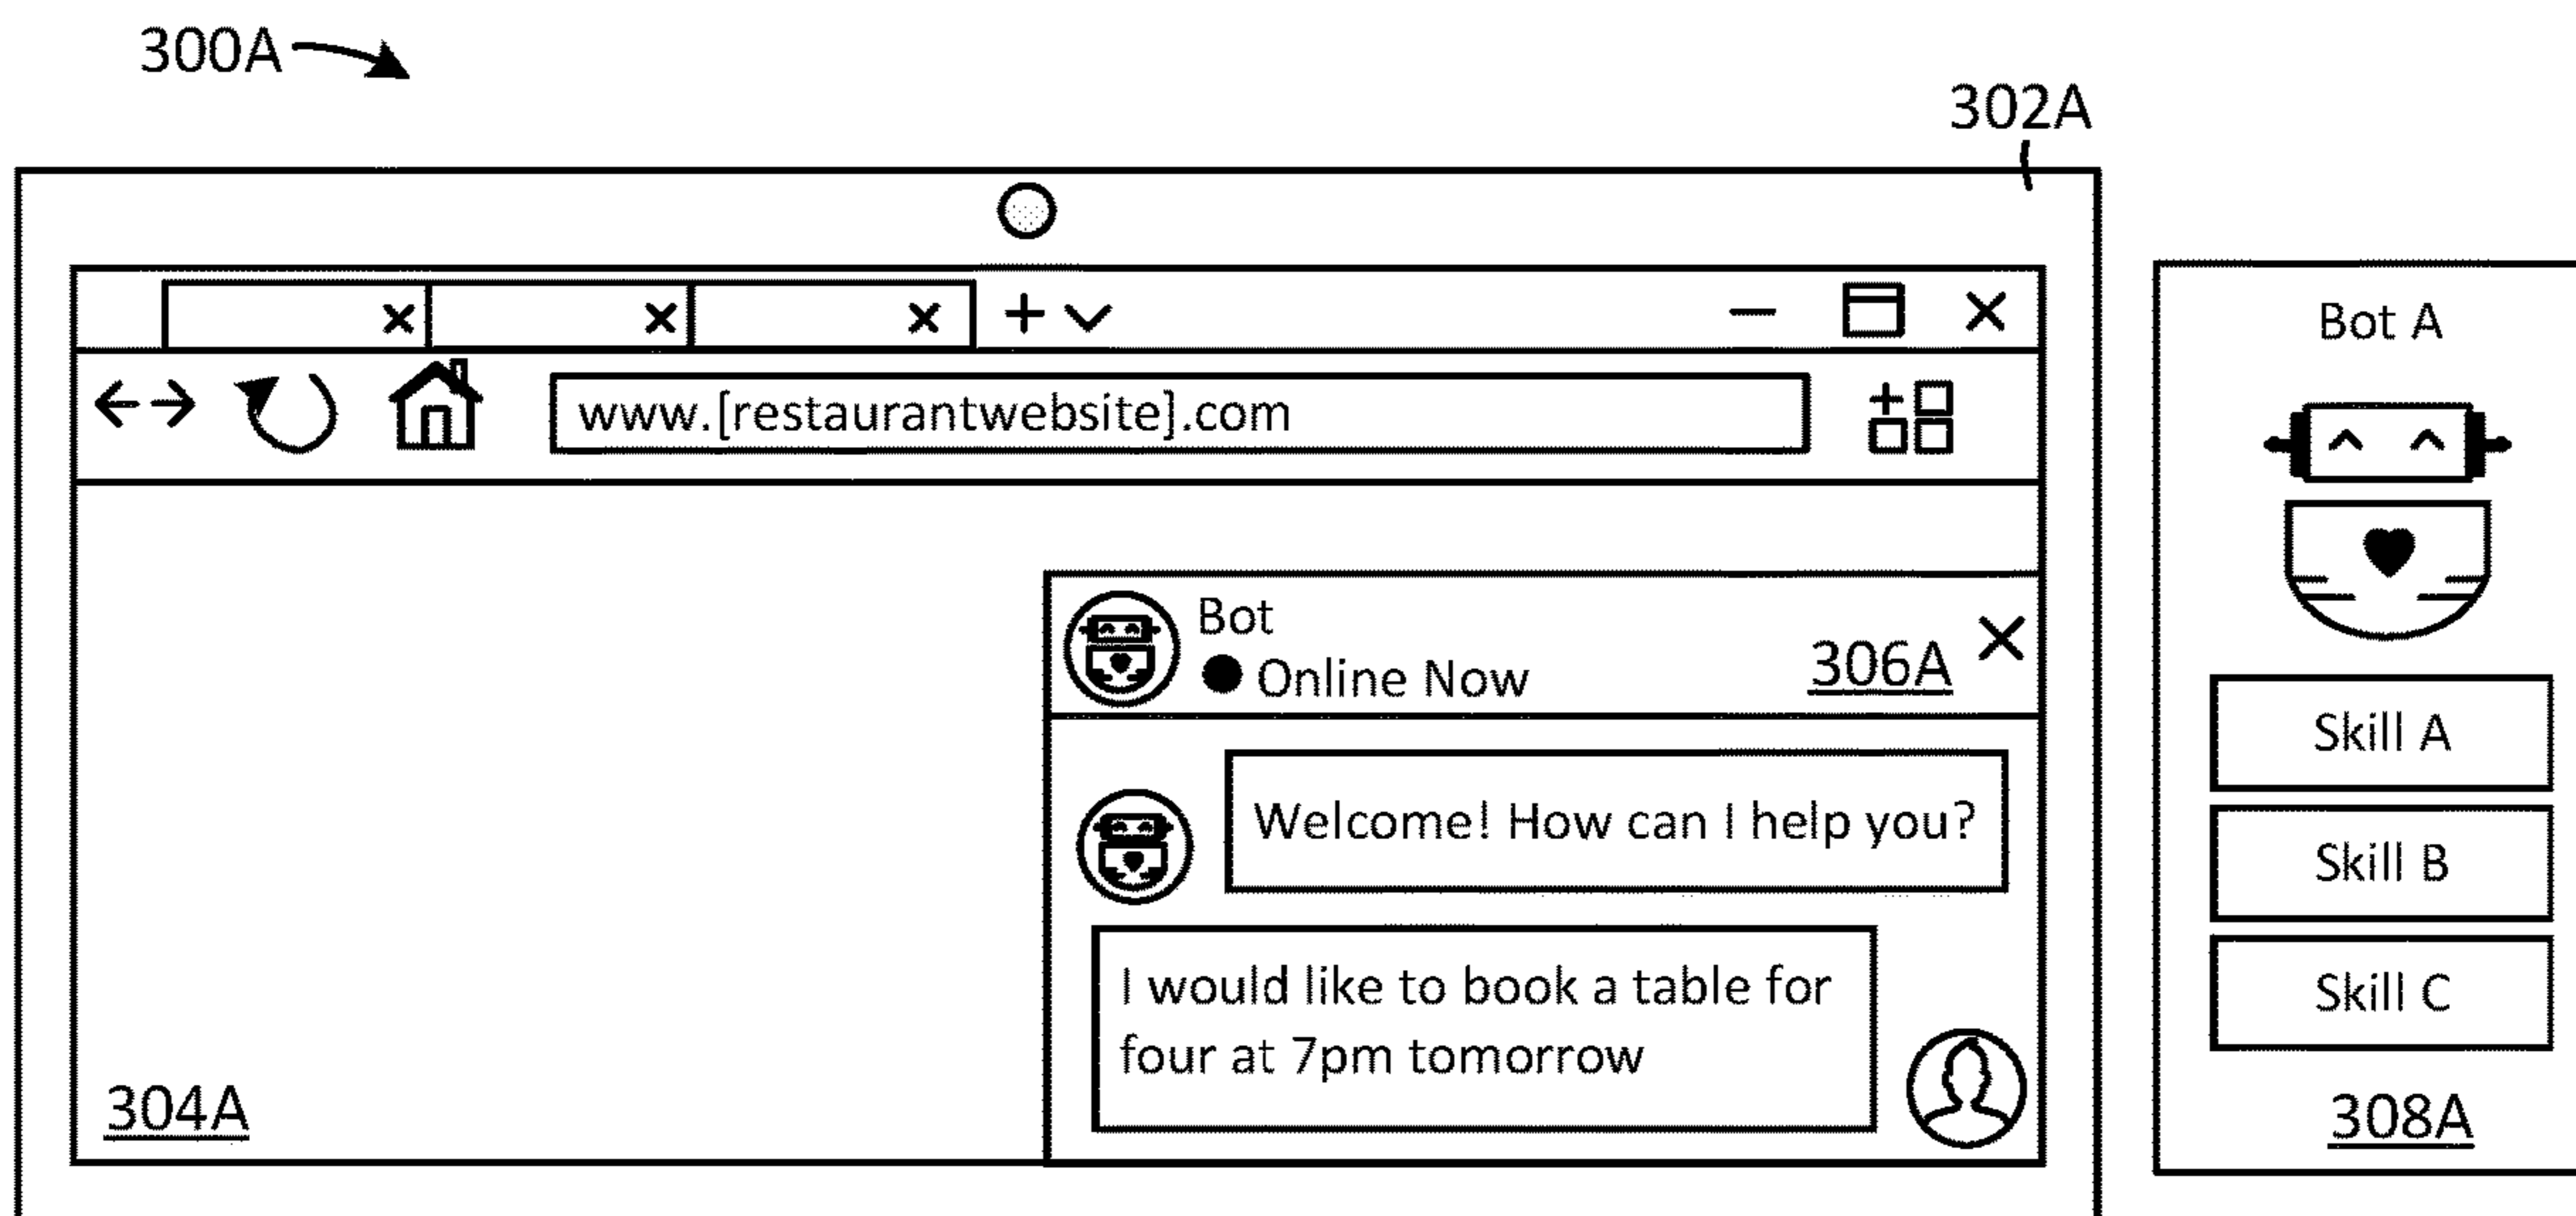 300A
302A
www.[restaurantwebsite].com
Bot
Online Now
306A
Welcome! How can I help you?
I would like to book a table for
four at 7pm tomorrow
304A
Bot A
Skill A
Skill B
Skill C
308A